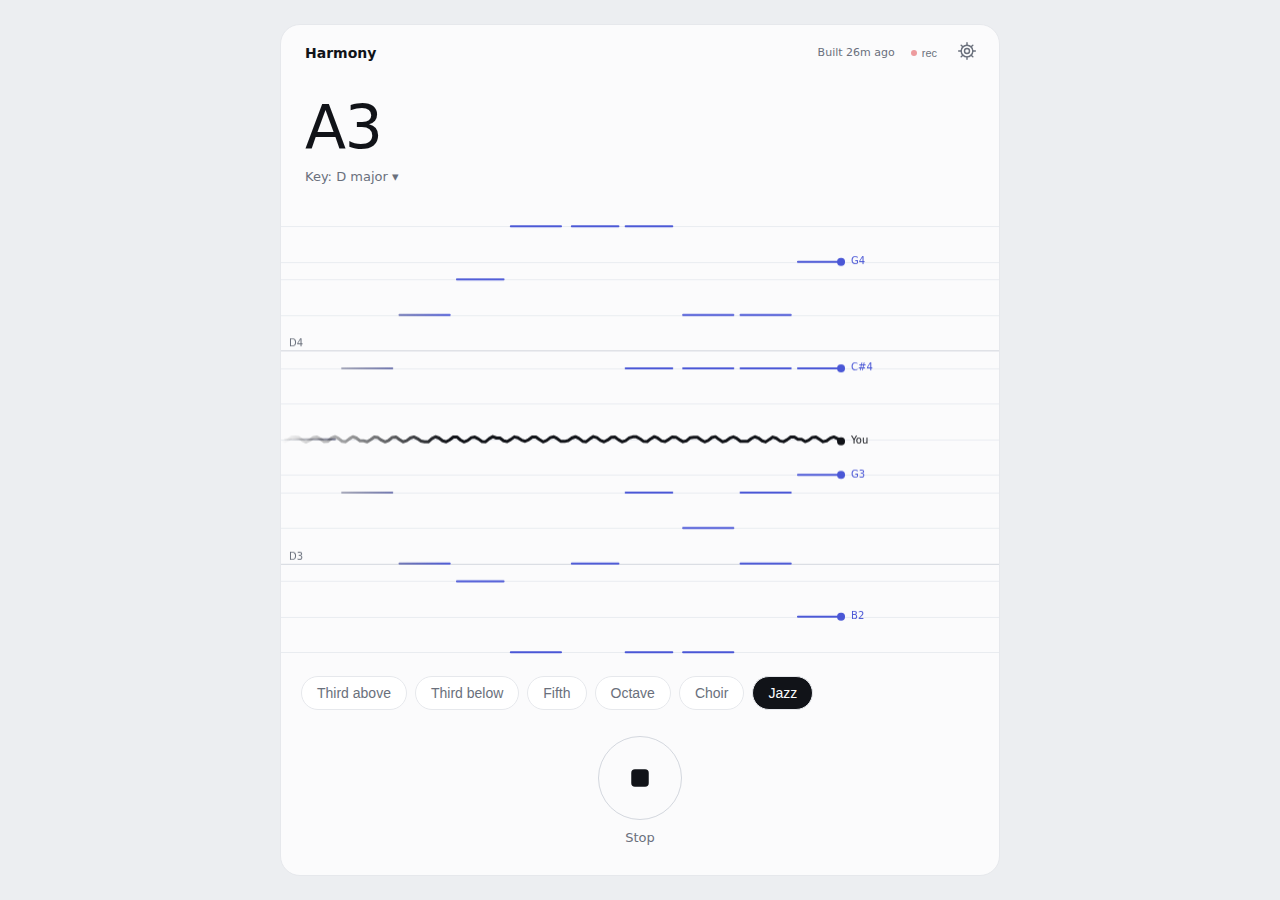 Harmony
Built 26m ago
rec
A3
Key: D major ▾
G4
D4
C#4
You
G3
D3
B2
Third above
Third below
Fifth
Octave
Choir
Jazz
Stop